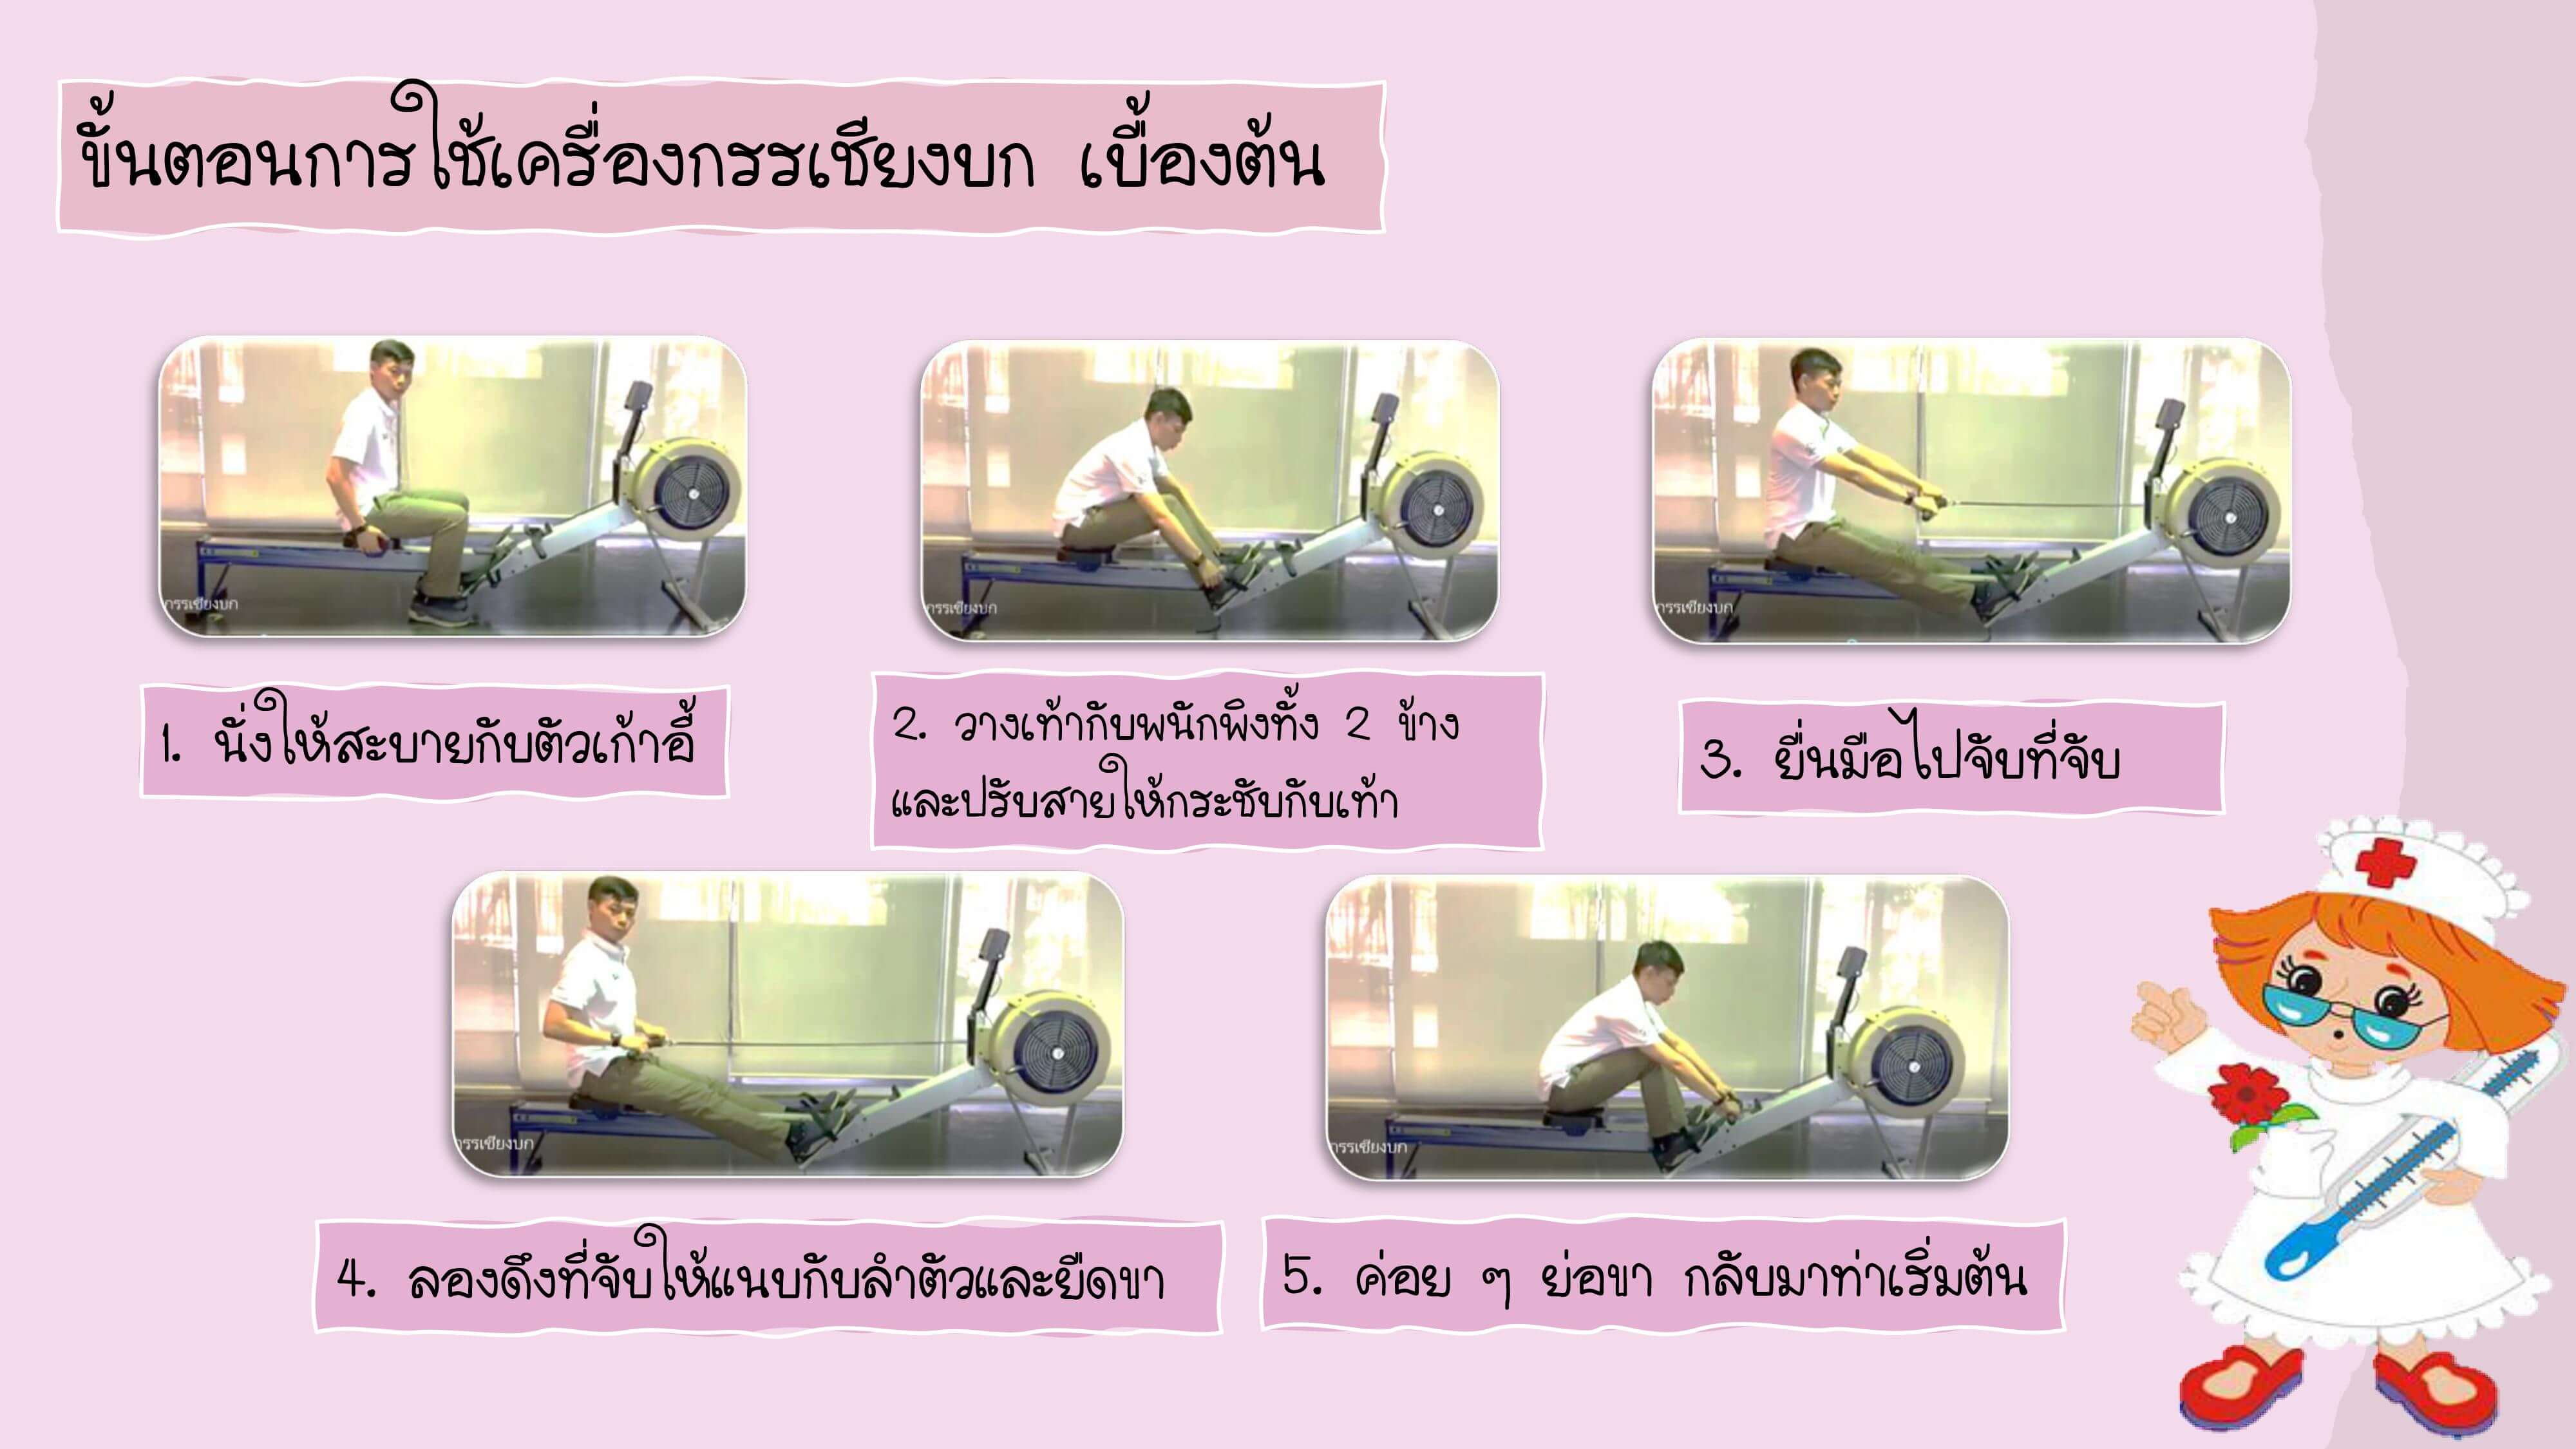 ขั้นตอนการใช้เครื่องกรรเชียงบก เบื้องต้น
กรรเชียงบก
กรรเชียงบก
กรรเชียงบก
1. นั่งให้สะบายกับตัวเก้าอี้
2. วางเท้ากับพนักพิงทั้ง 2 ข้าง
และปรับสายให้กระชับกับเท้า
3. ยื่นมือไปจับที่จับ
รรเชียงบก
กรรเชียงบก
4. ลองดึงที่จับให้แนบกับลำตัวและยืดขา
5. ค่อย ๆ ย่อขา กลับมาท่าเริ่มต้น